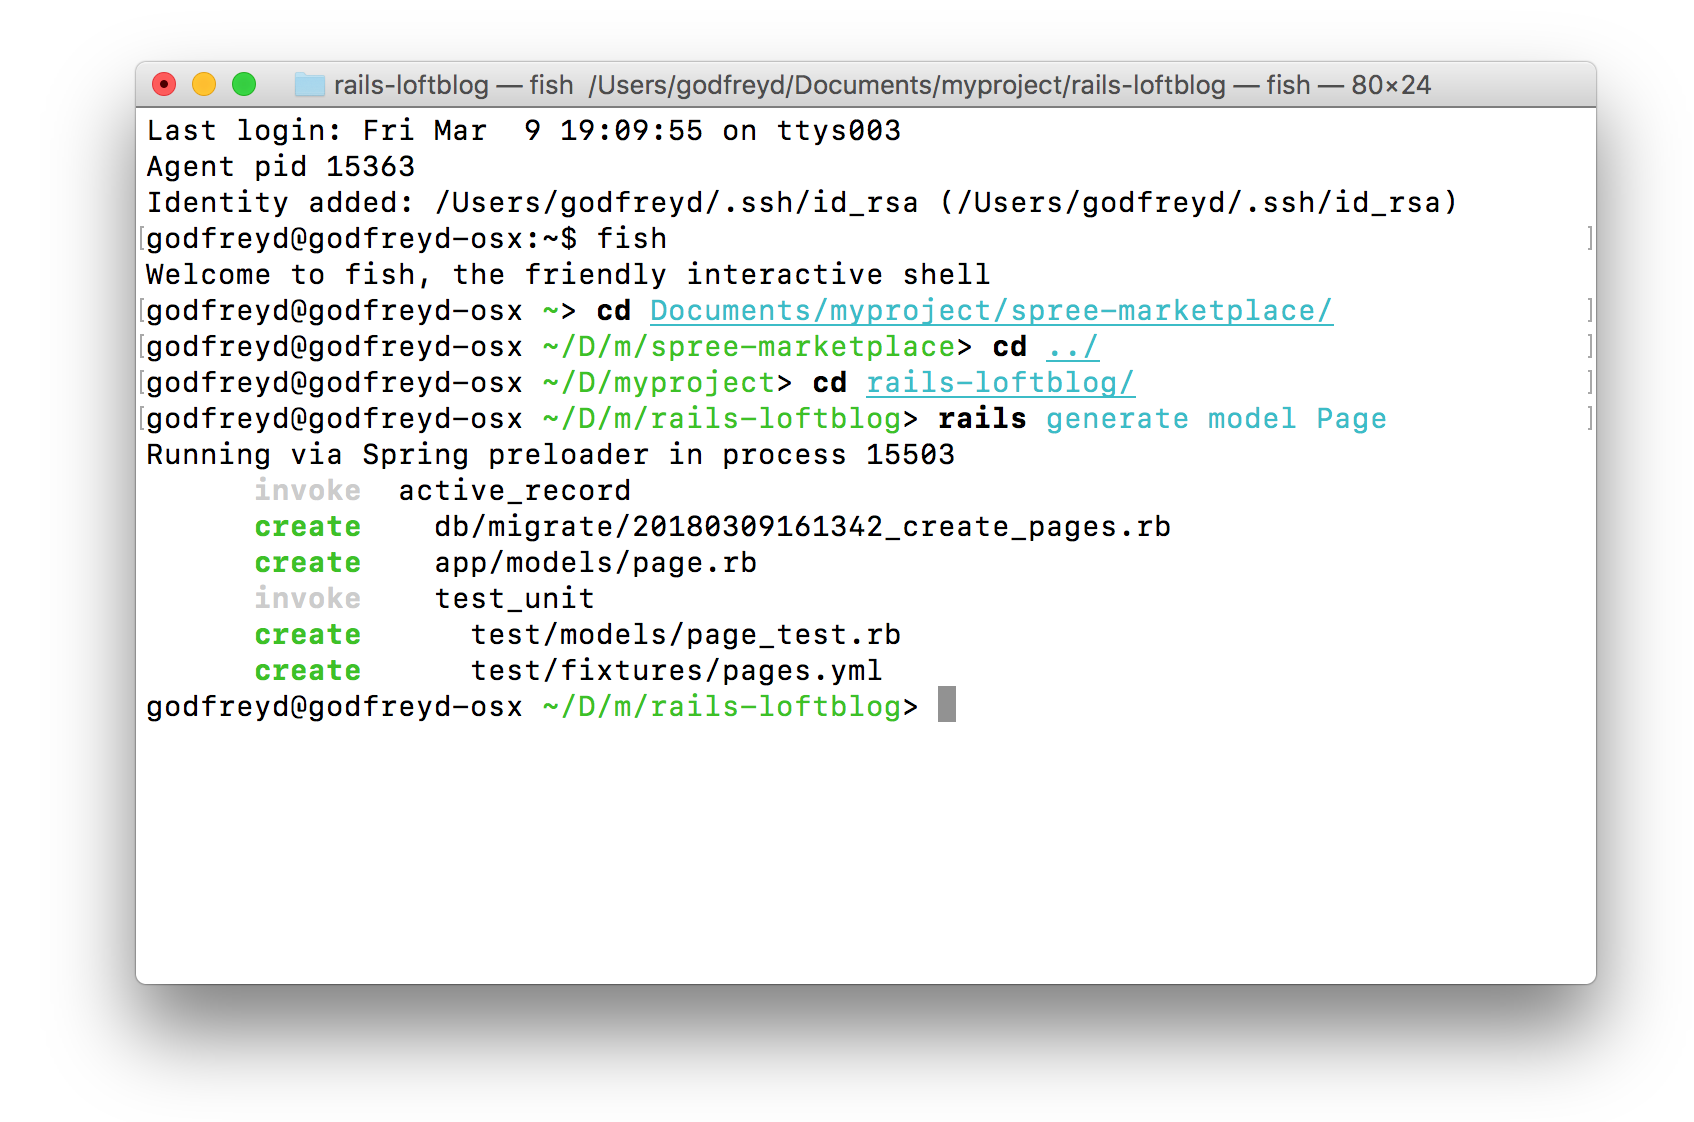 rails-loftblog — fish  /Users/godfreyd/Documents/myproject/rails-loftblog — fish — 80×24
Last login: Fri Mar  9 19:09:55 on ttys003
Agent pid 15363
Identity added: /Users/godfreyd/.ssh/id_rsa (/Users/godfreyd/.ssh/id_rsa)
[godfreyd@godfreyd-osx:~$ fish ]
Welcome to fish, the friendly interactive shell
[godfreyd@godfreyd-osx ~> cd Documents/myproject/spree-marketplace/ ]
[godfreyd@godfreyd-osx ~/D/m/spree-marketplace> cd ../ ]
[godfreyd@godfreyd-osx ~/D/myproject> cd rails-loftblog/ ]
[godfreyd@godfreyd-osx ~/D/m/rails-loftblog> rails generate model Page ]
Running via Spring preloader in process 15503
      invoke  active_record
      create    db/migrate/20180309161342_create_pages.rb
      create    app/models/page.rb
      invoke    test_unit
      create      test/models/page_test.rb
      create      test/fixtures/pages.yml
godfreyd@godfreyd-osx ~/D/m/rails-loftblog>